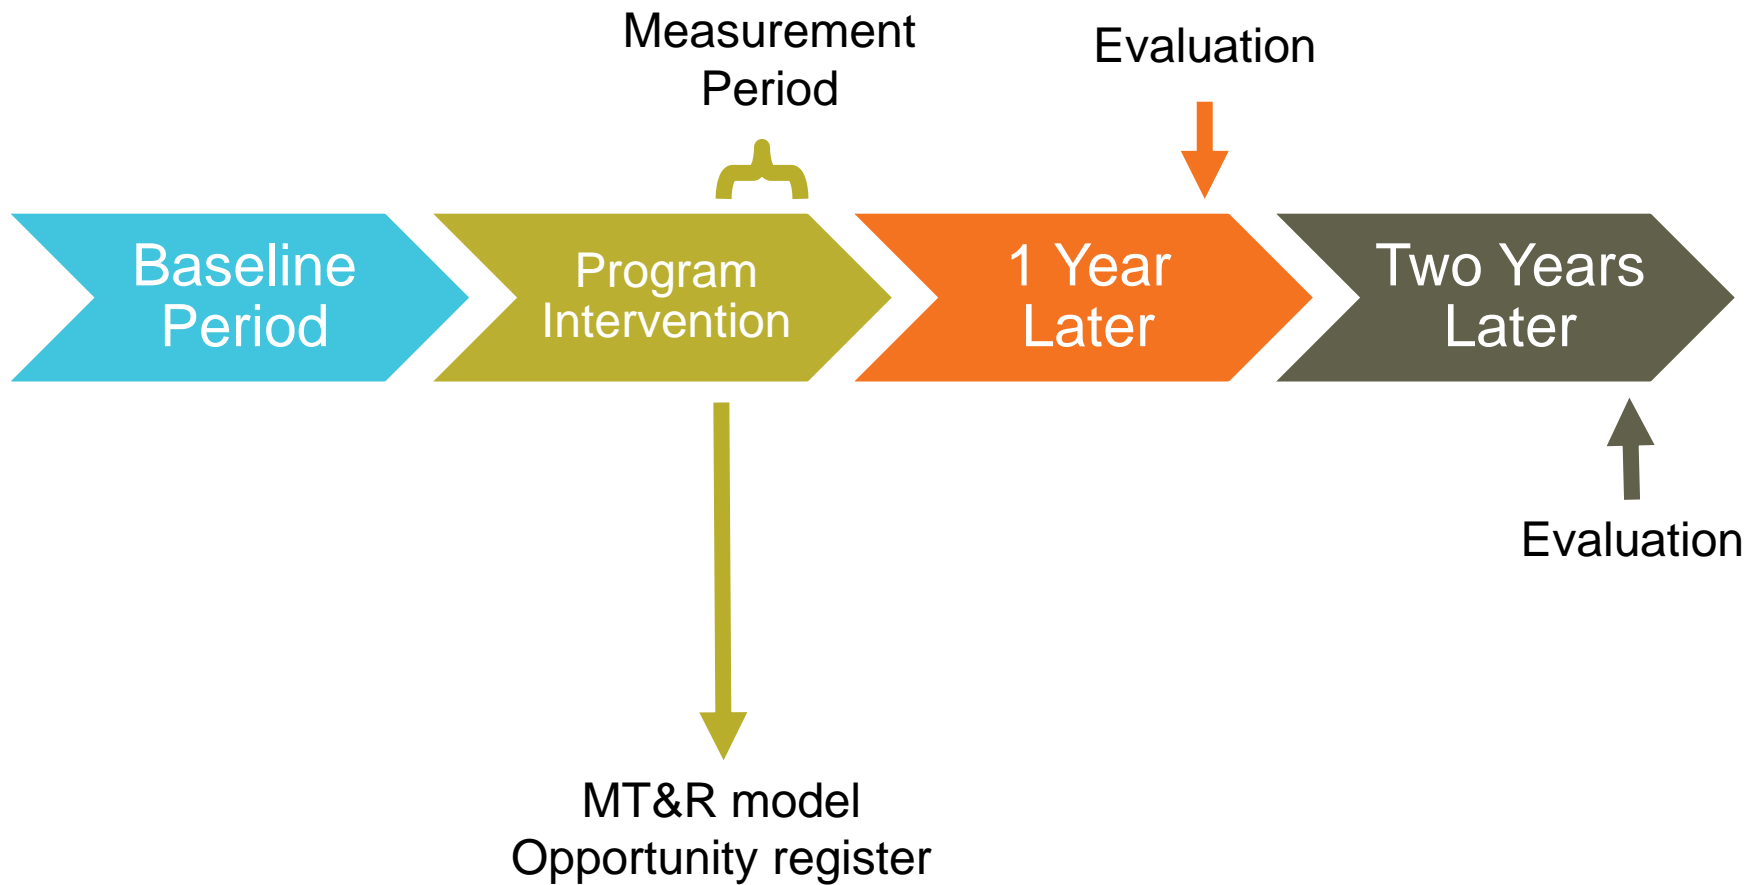 Measurement
Period
Evaluation
Baseline
Period
Program
Intervention
1 Year
Later
Two Years
Later
Evaluation
MT&R model
Opportunity register